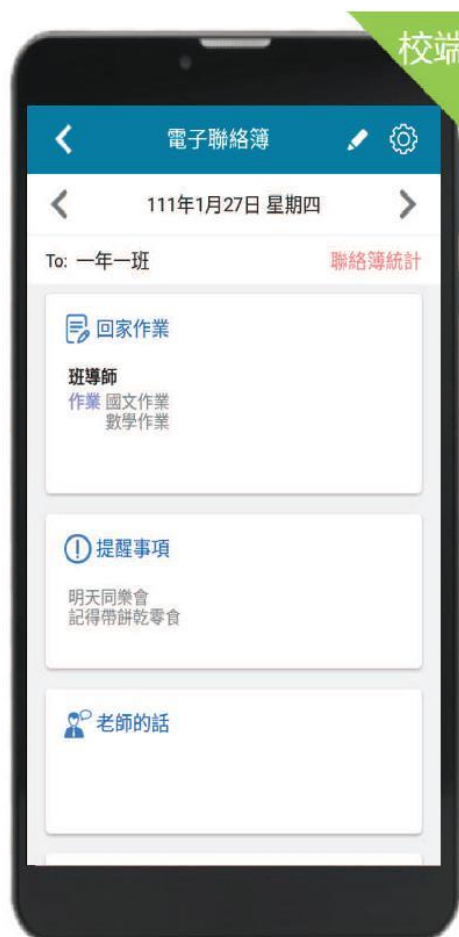 校端
電子聯絡簿
111年1月27日 星期四
To: 一年一班
聯絡簿統計
回家作業
班導師
作業 國文作業
數學作業
提醒事項
明天同樂會
記得帶餅乾零食
老師的話